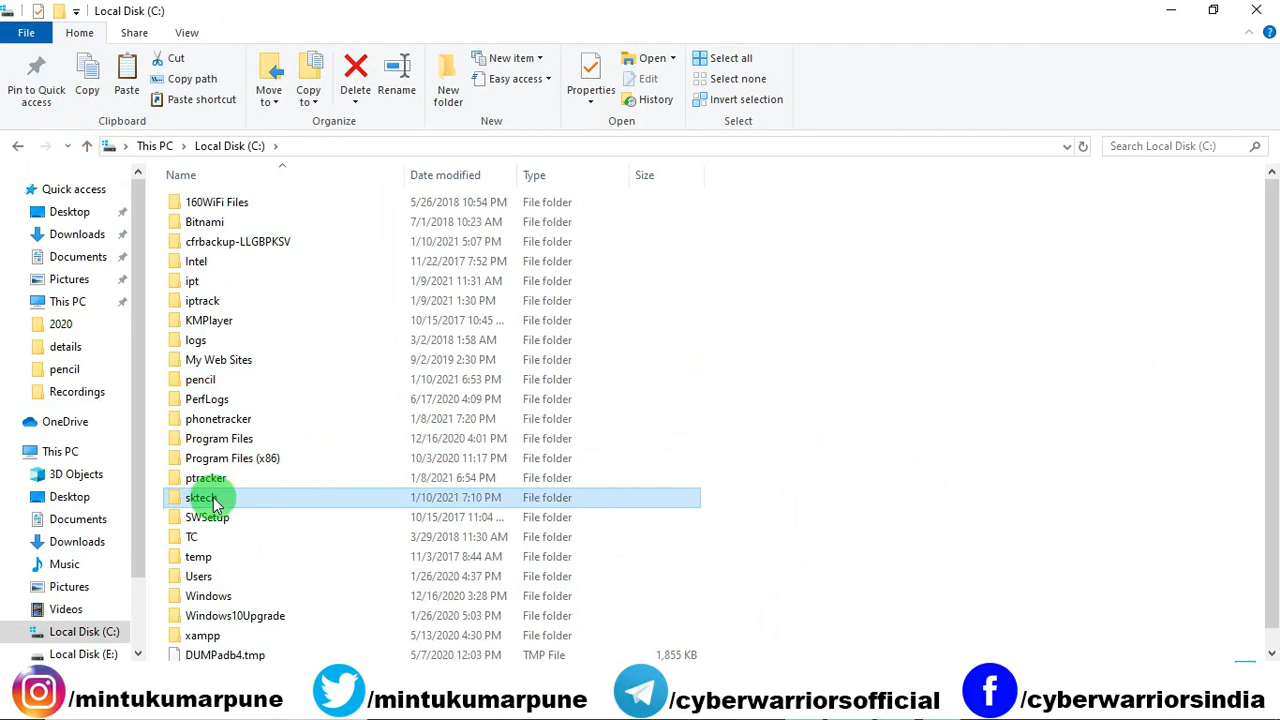 Local Disk (C:)
File Home Share View
Pin to Quick access
Copy
Paste
Cut
Copy path
Paste shortcut
Clipboard
Move to
Copy to
Delete
Rename
Organize
New folder
New item
Easy access
New
Properties
Open
Edit
History
Open
Select all
Select none
Invert selection
Select
This PC > Local Disk (C:) >
Search Local Disk (C:)
Quick access
Desktop
Downloads
Documents
Pictures
This PC
2020
details
pencil
Recordings
OneDrive
This PC
3D Objects
Desktop
Documents
Downloads
Music
Pictures
Videos
Local Disk (C:)
Local Disk (E:)
Name Date modified Type Size
160WiFi Files 5/26/2018 10:54 PM File folder
Bitnami 7/1/2018 10:23 AM File folder
cfrbackup-LLGBPKSV 1/10/2021 5:07 PM File folder
Intel 11/22/2017 7:52 PM File folder
ipt 1/9/2021 11:31 AM File folder
iptrack 1/9/2021 1:30 PM File folder
KMPlayer 10/15/2017 10:45 ... File folder
logs 3/2/2018 1:58 AM File folder
My Web Sites 9/2/2019 2:30 PM File folder
pencil 1/10/2021 6:53 PM File folder
PerfLogs 6/17/2020 4:09 PM File folder
phonetracker 1/8/2021 7:20 PM File folder
Program Files 12/16/2020 4:01 PM File folder
Program Files (x86) 10/3/2020 11:17 PM File folder
ptracker 1/8/2021 6:54 PM File folder
sktech 1/10/2021 7:10 PM File folder
SWSetup 10/15/2017 11:04 ... File folder
TC 3/29/2018 11:30 AM File folder
temp 11/3/2017 8:44 AM File folder
Users 1/26/2020 4:37 PM File folder
Windows 12/16/2020 3:28 PM File folder
Windows10Upgrade 1/26/2020 5:03 PM File folder
xampp 5/13/2020 4:30 PM File folder
DUMPadb4.tmp 5/7/2020 12:03 PM TMP File 1,855 KB
/mintukumarpune /mintukumarpune /cyberwarriorsofficial /cyberwarriorsindia